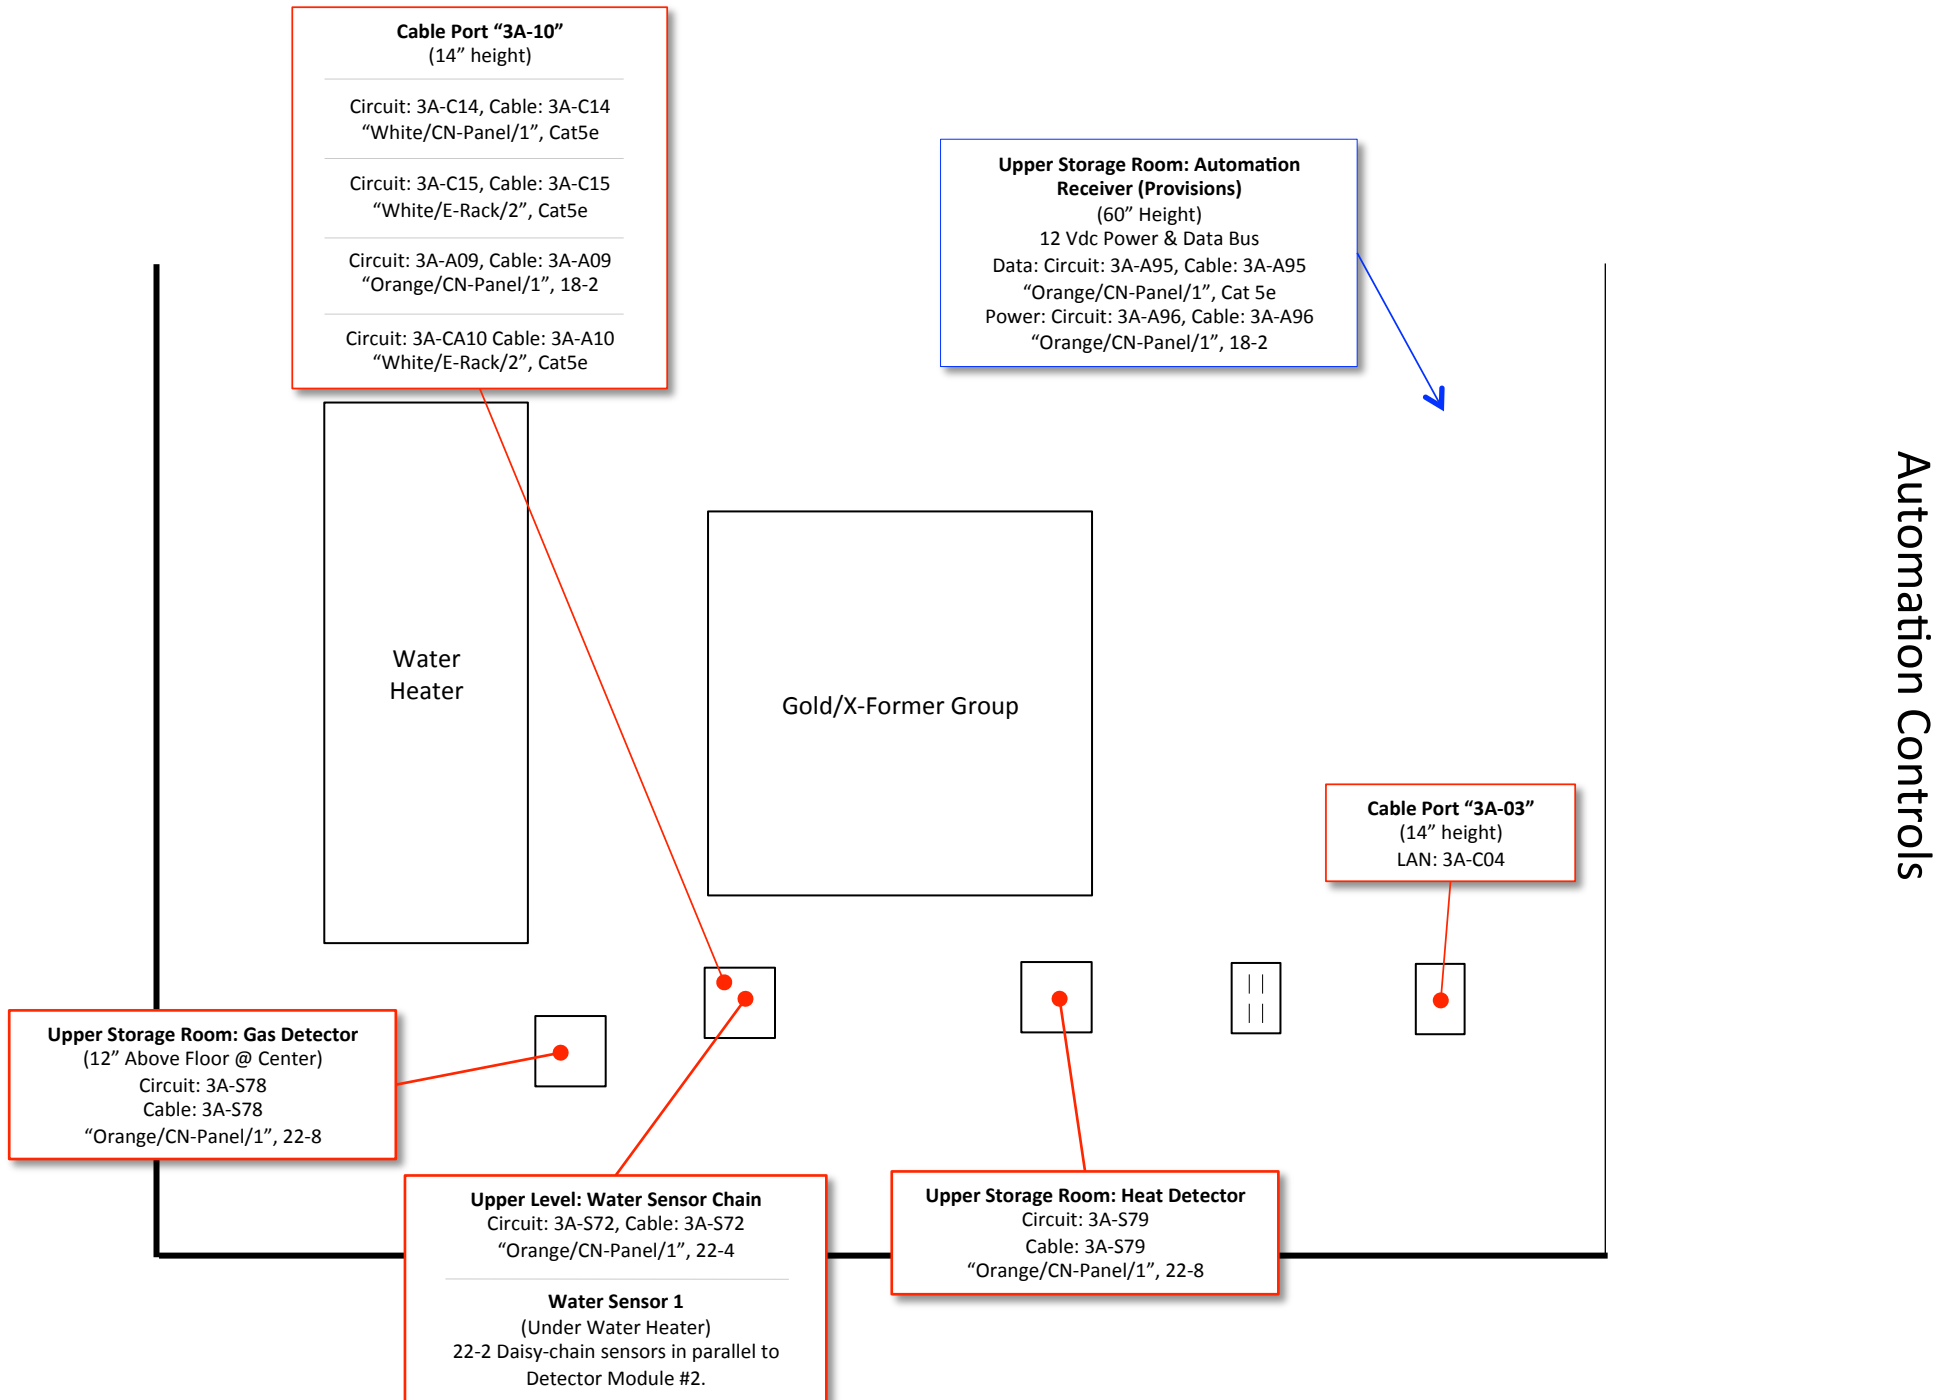 Cable Port “3A-10”
(14” height)
Circuit: 3A-C14, Cable: 3A-C14
“White/CN-Panel/1”, Cat5e
Circuit: 3A-C15, Cable: 3A-C15
“White/E-Rack/2”, Cat5e
Circuit: 3A-A09, Cable: 3A-A09
“Orange/CN-Panel/1”, 18-2
Circuit: 3A-CA10 Cable: 3A-A10
“White/E-Rack/2”, Cat5e
Upper Storage Room: Automation
Receiver (Provisions)
(60” Height)
12 Vdc Power & Data Bus
Data: Circuit: 3A-A95, Cable: 3A-A95
“Orange/CN-Panel/1”, Cat 5e
Power: Circuit: 3A-A96, Cable: 3A-A96
“Orange/CN-Panel/1”, 18-2
Automation Controls
Water
Heater
Gold/X-Former Group
Cable Port “3A-03”
(14” height)
LAN: 3A-C04
Upper Storage Room: Gas Detector
(12” Above Floor @ Center)
Circuit: 3A-S78
Cable: 3A-S78
“Orange/CN-Panel/1”, 22-8
Upper Level: Water Sensor Chain
Circuit: 3A-S72, Cable: 3A-S72
“Orange/CN-Panel/1”, 22-4
Water Sensor 1
(Under Water Heater)
22-2 Daisy-chain sensors in parallel to
Detector Module #2.
Upper Storage Room: Heat Detector
Circuit: 3A-S79
Cable: 3A-S79
“Orange/CN-Panel/1”, 22-8